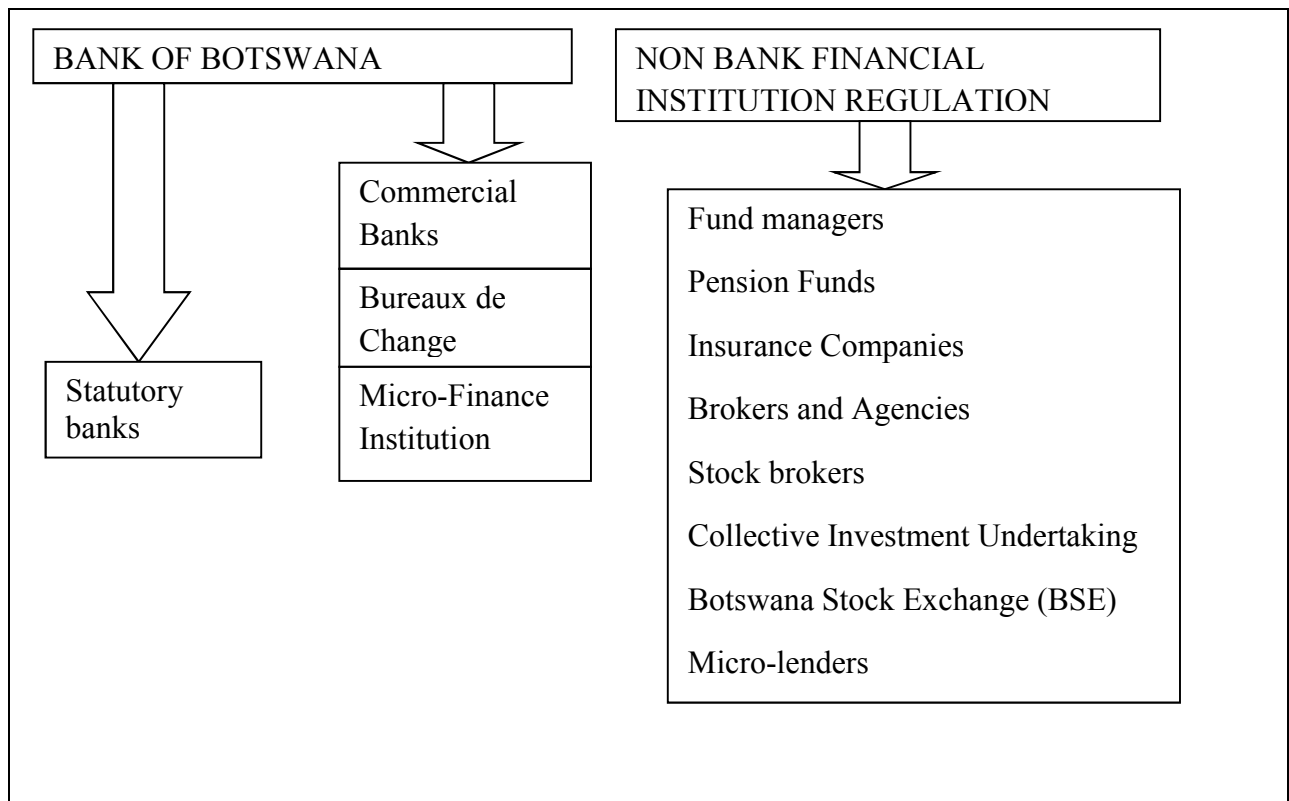 BANK OF BOTSWANA
NON BANK FINANCIAL
INSTITUTION REGULATION
Commercial
Banks
Bureaux de
Change
Micro-Finance
Institution
Statutory
banks
Fund managers
Pension Funds
Insurance Companies
Brokers and Agencies
Stock brokers
Collective Investment Undertaking
Botswana Stock Exchange (BSE)
Micro-lenders